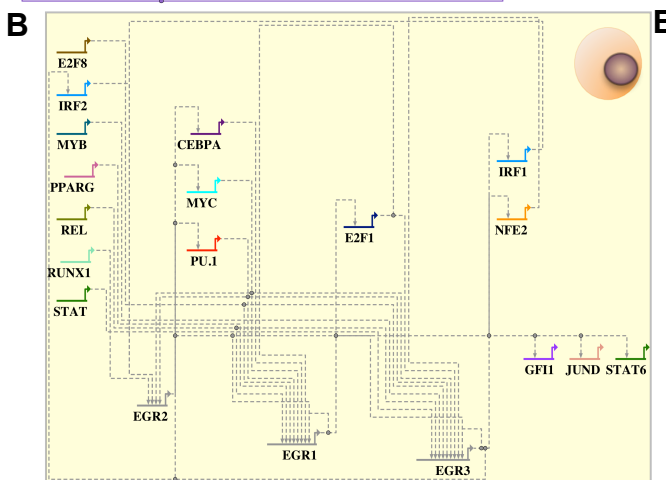 B
E
E2F8
IRF2
MYB
CEBPA
IRF1
PPARG
MYC
REL
E2F1
NFE2
RUNX1
PU.1
STAT
GFI1
JUND
STAT6
EGR2
EGR1
EGR3